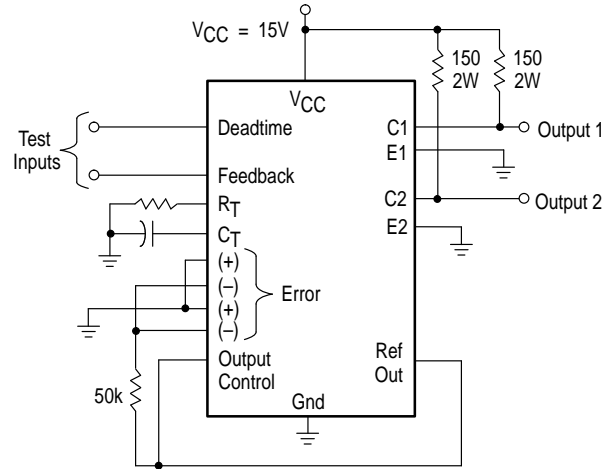 VCC = 15V
150
2W
150
2W
VCC
Test
Inputs
Deadtime
Feedback
RT
CT
(+)
(–)
(+)
(–)
Error
Output
Control
50k
C1
E1
C2
E2
Output 1
Output 2
Ref
Out
Gnd